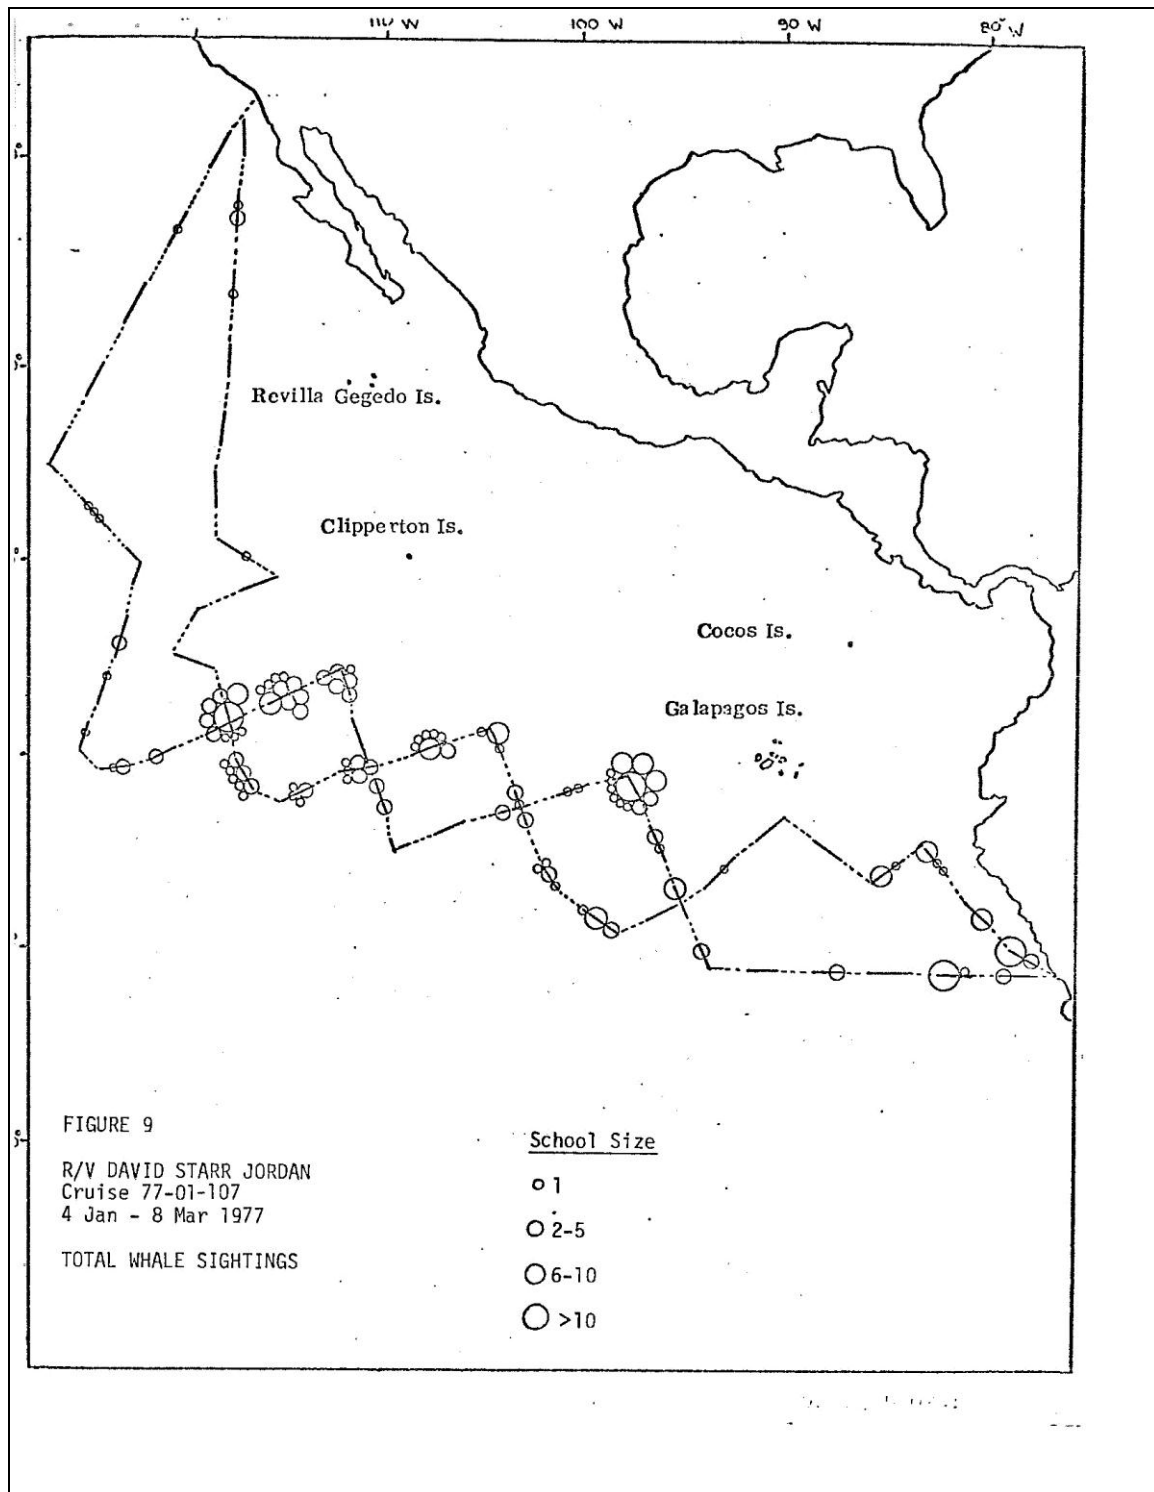 110 W 100 W 90 W 80° W
Revilla Gegedo Is.
Clipperton Is.
Cocos Is.
Galapagos Is.
FIGURE 9
R/V DAVID STARR JORDAN
Cruise 77-01-107
4 Jan - 8 Mar 1977
TOTAL WHALE SIGHTINGS
School Size
1
2-5
6-10
>10